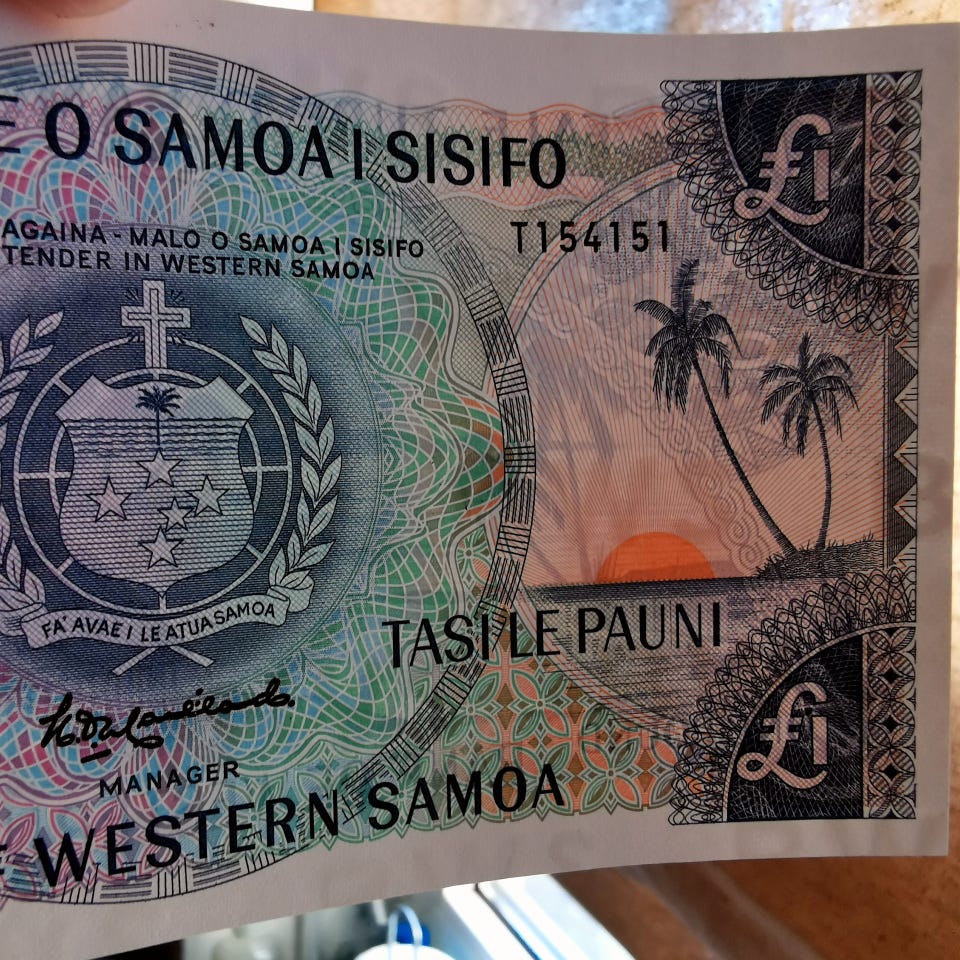 E O SAMOA I SISIFO
£1
AGAINA - MALO O SAMOA I SISIFO
TENDER IN WESTERN SAMOA
T154151
FA'AVAE I LE ATUA SAMOA
TASI LE PAUNI
MANAGER
£1
WESTERN SAMOA